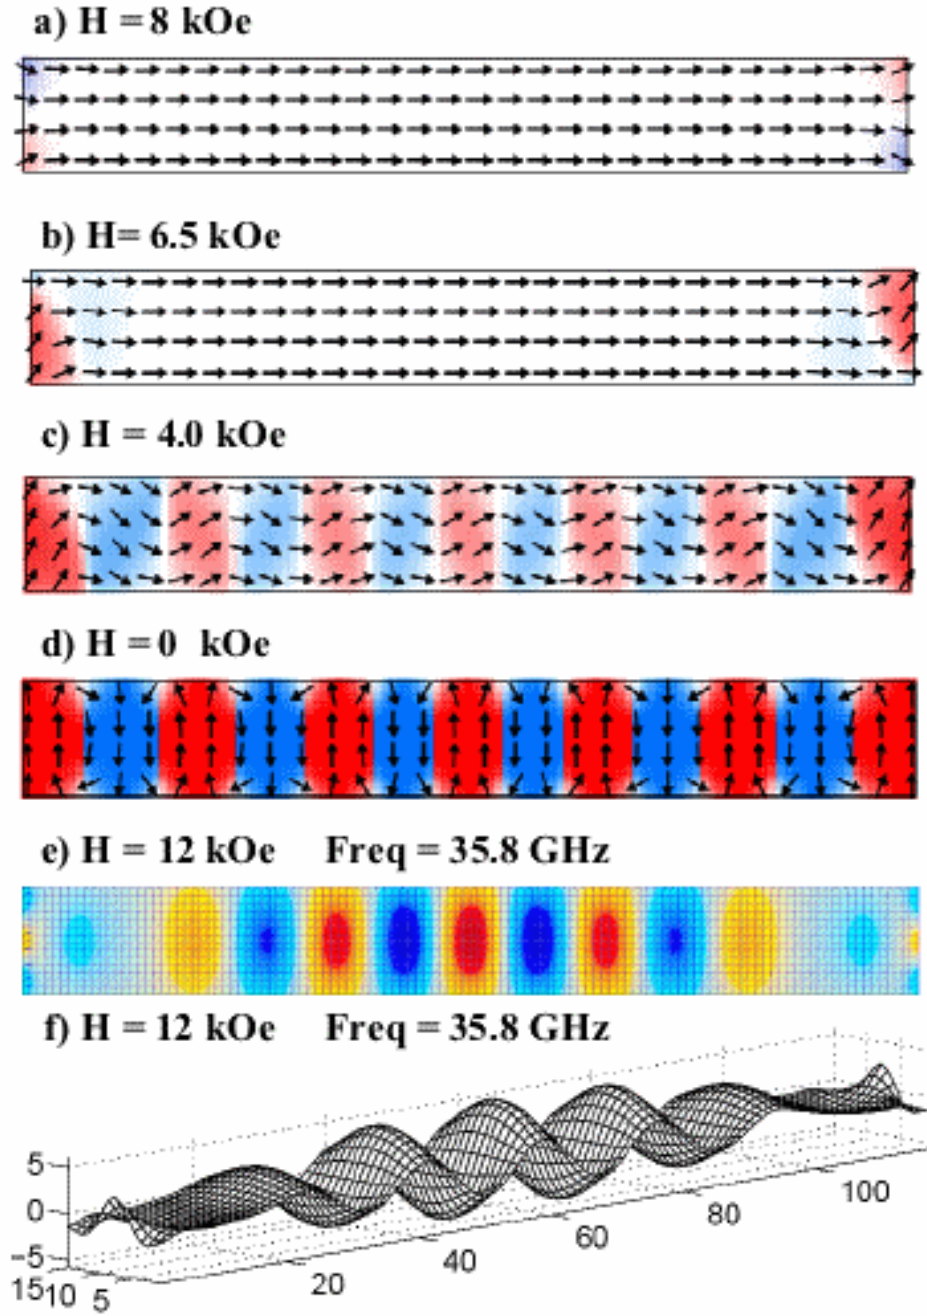 a) H = 8 kOe
b) H= 6.5 kOe
c) H = 4.0 kOe
d) H = 0 kOe
e) H = 12 kOe Freq = 35.8 GHz
f) H = 12 kOe Freq = 35.8 GHz
5
0
−5
15 10 5
20 40 60 80 100